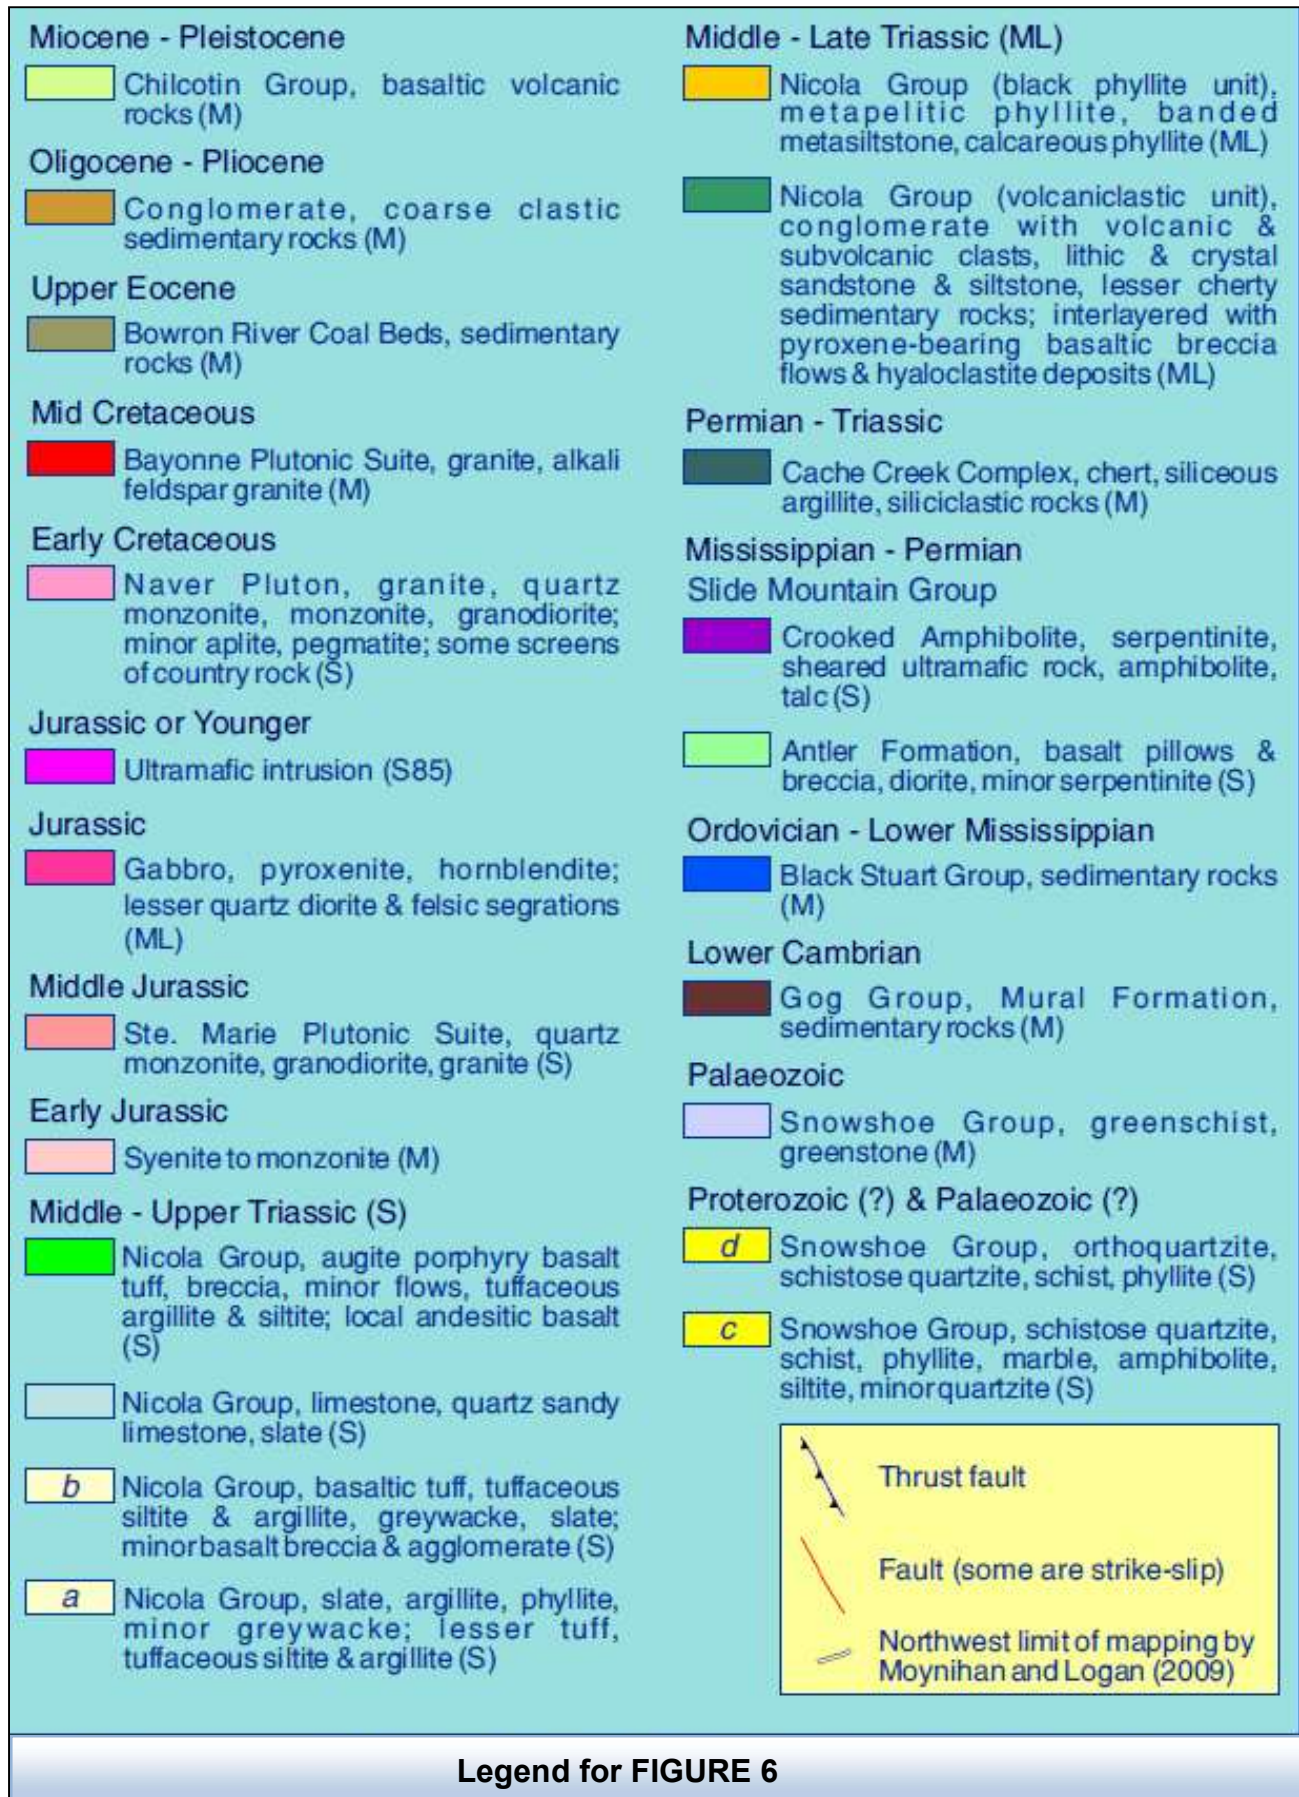 Miocene - Pleistocene
Chilcotin Group, basaltic volcanic
rocks (M)
Oligocene - Pliocene
Conglomerate, coarse clastic
sedimentary rocks (M)
Upper Eocene
Bowron River Coal Beds, sedimentary
rocks (M)
Mid Cretaceous
Bayonne Plutonic Suite, granite, alkali
feldspar granite (M)
Early Cretaceous
Naver Pluton, granite, quartz
monzonite, monzonite, granodiorite;
minor aplite, pegmatite; some screens
of country rock (S)
Jurassic or Younger
Ultramafic intrusion (S85)
Jurassic
Gabbro, pyroxenite, hornblendite;
lesser quartz diorite & felsic segrations
(ML)
Middle Jurassic
Ste. Marie Plutonic Suite, quartz
monzonite, granodiorite, granite (S)
Early Jurassic
Syenite to monzonite (M)
Middle - Upper Triassic (S)
Nicola Group, augite porphyry basalt
tuff, breccia, minor flows, tuffaceous
argillite & siltite; local andesitic basalt
(S)
Nicola Group, limestone, quartz sandy
limestone, slate (S)
b Nicola Group, basaltic tuff, tuffaceous
siltite & argillite, greywacke, slate;
minor basalt breccia & agglomerate (S)
a Nicola Group, slate, argillite, phyllite,
minor greywacke; lesser tuff,
tuffaceous siltite & argillite (S)
Middle - Late Triassic (ML)
Nicola Group (black phyllite unit),
metapelitic phyllite, banded
metasiltstone, calcareous phyllite (ML)
Nicola Group (volcaniclastic unit),
conglomerate with volcanic &
subvolcanic clasts, lithic & crystal
sandstone & siltstone, lesser cherty
sedimentary rocks; interlayered with
pyroxene-bearing basaltic breccia
flows & hyaloclastite deposits (ML)
Permian - Triassic
Cache Creek Complex, chert, siliceous
argillite, siliciclastic rocks (M)
Mississippian - Permian
Slide Mountain Group
Crooked Amphibolite, serpentinite,
sheared ultramafic rock, amphibolite,
talc (S)
Antler Formation, basalt pillows &
breccia, diorite, minor serpentinite (S)
Ordovician - Lower Mississippian
Black Stuart Group, sedimentary rocks
(M)
Lower Cambrian
Gog Group, Mural Formation,
sedimentary rocks (M)
Palaeozoic
Snowshoe Group, greenschist,
greenstone (M)
Proterozoic (?) & Palaeozoic (?)
d Snowshoe Group, orthoquartzite,
schistose quartzite, schist, phyllite (S)
c Snowshoe Group, schistose quartzite,
schist, phyllite, marble, amphibolite,
siltite, minor quartzite (S)
Thrust fault
Fault (some are strike-slip)
Northwest limit of mapping by
Moynihan and Logan (2009)
Legend for FIGURE 6